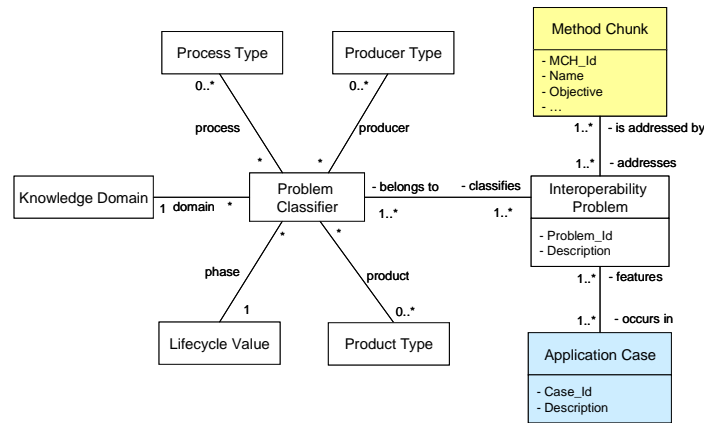 Method Chunk
- MCH_Id
- Name
- Objective
- ...
Process Type
Producer Type
0..*
0..*
1..*
- is addressed by
process
producer
*
*
1..*
- addresses
Knowledge Domain
1
domain
*
Problem
Classifier
- belongs to
- classifies
1..*
1..*
Interoperability
Problem
- Problem_Id
- Description
*
*
phase
product
1..*
- features
1
0..*
1..*
- occurs in
Lifecycle Value
Product Type
Application Case
- Case_Id
- Description